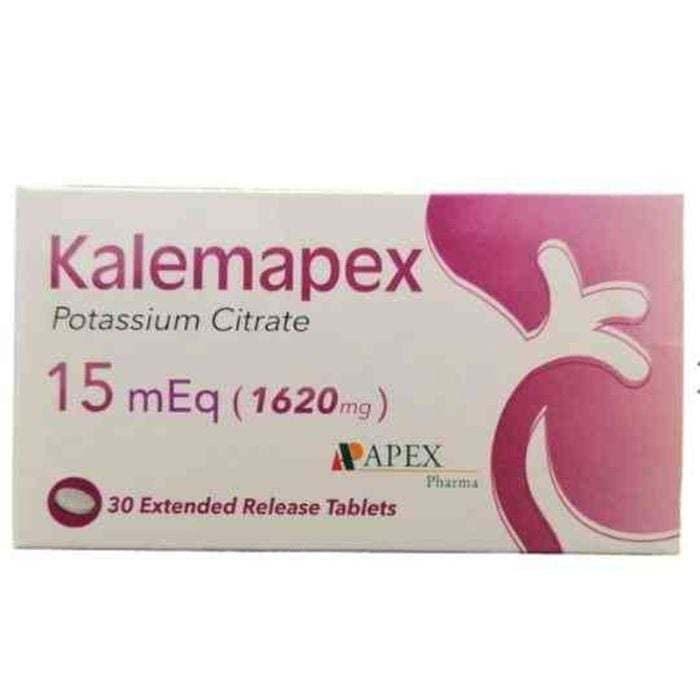 Kalemapex
Potassium Citrate
15 mEq (1620mg)
APEX
Pharma
30 Extended Release Tablets